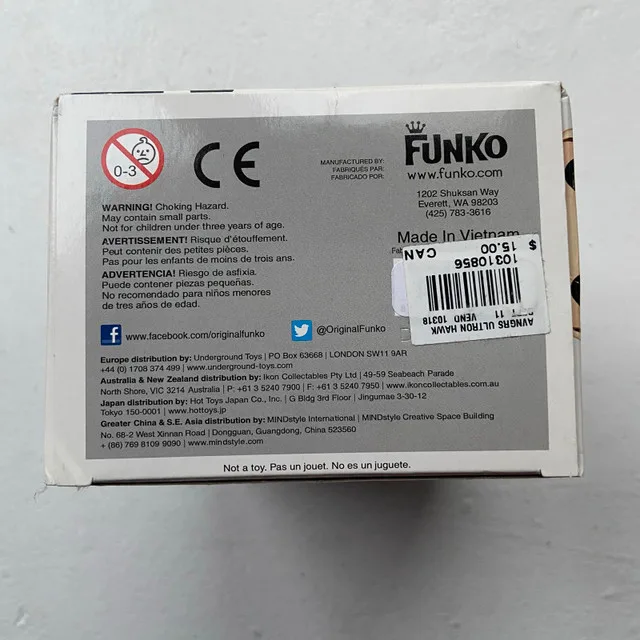 0-3
CE
WARNING! Choking Hazard.
May contain small parts.
Not for children under three years of age.
AVERTISSEMENT! Risque d'étouffement.
Peut contenir des petites pièces.
Pas pour les enfants de moins de trois ans.
ADVERTENCIA! Riesgo de asfixia.
Puede contener piezas pequeñas.
No recomendado para niños menores
de tres años de edad.
MANUFACTURED BY:
FABRIQUÉS PAR:
FABRICADO POR:
FUNKO
www.funko.com
1202 Shuksan Way
Everett, WA 98203
(425) 783-3616
Made In Vietnam
$ 15.00 CAN
10310856
AVNGRS ULTRON HAWK
11
VEND 10318
f www.facebook.com/originalfunko
@OriginalFunko
Europe distribution by: Underground Toys | PO Box 63668 | LONDON SW11 9AR
+44 (0) 1708 374 499 | www.underground-toys.com
Australia & New Zealand distribution by: Ikon Collectables Pty Ltd | 49-59 Seabeach Parade
North Shore, VIC 3214 Australia | P: +61 3 5240 7900 | F: +61 3 5240 7950 | www.ikoncollectables.com.au
Japan distribution by: Hot Toys Japan Co., Inc. | G Bldg 3rd Floor | Jingumae 3-30-12
Tokyo 150-0001 | www.hottoys.jp
Greater China & S.E. Asia distribution by: MINDstyle International | MINDstyle Creative Space Building
No. 68-2 West Xinnan Road | Dongguan, Guangdong, China 523560
+ (86) 769 8109 9090 | www.mindstyle.com
Not a toy. Pas un jouet. No es un juguete.